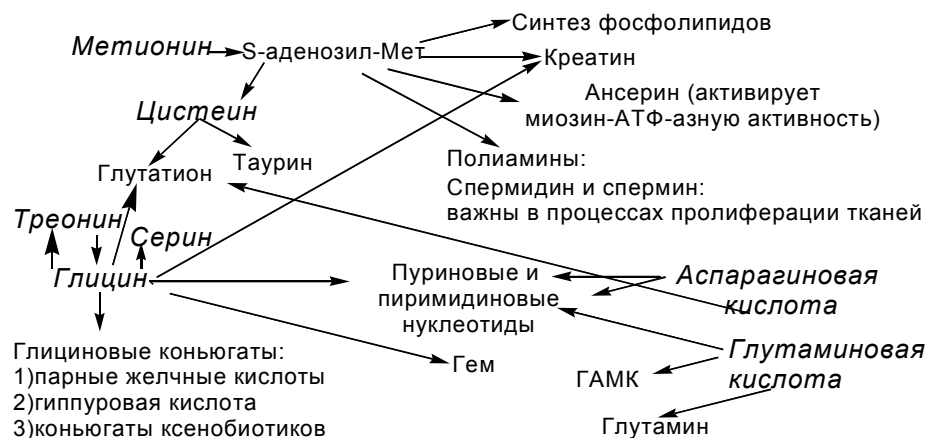 Синтез фосфолипидов
Метионин
S-аденозил-Мет
Креатин
Ансерин (активирует
миозин-АТФ-азную активность)
Цистеин
Таурин
Глутатион
Полиамины:
Спермидин и спермин:
важны в процессах пролиферации тканей
Треонин
Серин
Глицин
Пуриновые и
пиримидиновые
нуклеотиды
Аспарагиновая
кислота
Глициновые коньюгаты:
1)парные желчные кислоты
2)гиппуровая кислота
3)коньюгаты ксенобиотиков
Гем
Глутаминовая
кислота
ГАМК
Глутамин